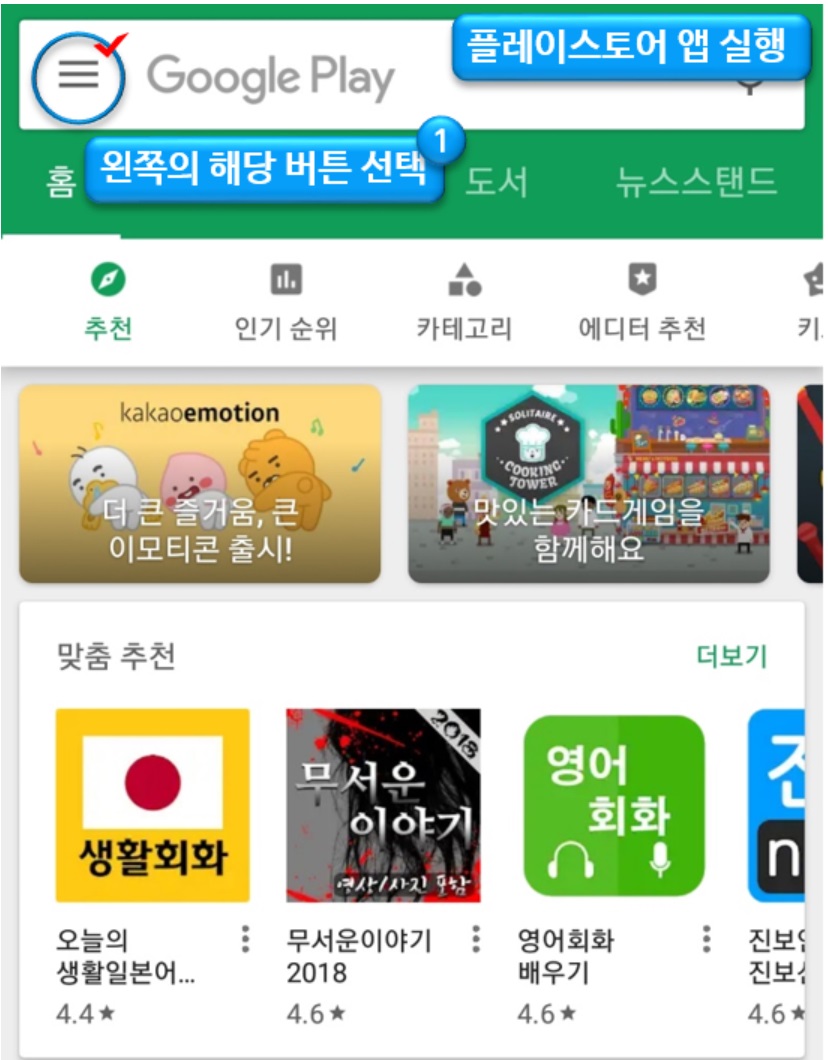 플레이스토어 앱 실행
Google Play
1
왼쪽의 해당 버튼 선택
홈
도서
뉴스스탠드
추천
인기 순위
카테고리
에디터 추천
키
kakaoemotion
더 큰 즐거움, 큰
이모티콘 출시!
SOLITAIRE
COOKING
TOWER
맛있는 카드게임을
함께해요
맞춤 추천
더보기
생활회화
2018
무서운
이야기
영상/사진 포함
영어
회화
진
n
오늘의
생활일본어...
4.4★
무서운이야기
2018
4.6★
영어회화
배우기
4.6★
진보
진보
4.6★